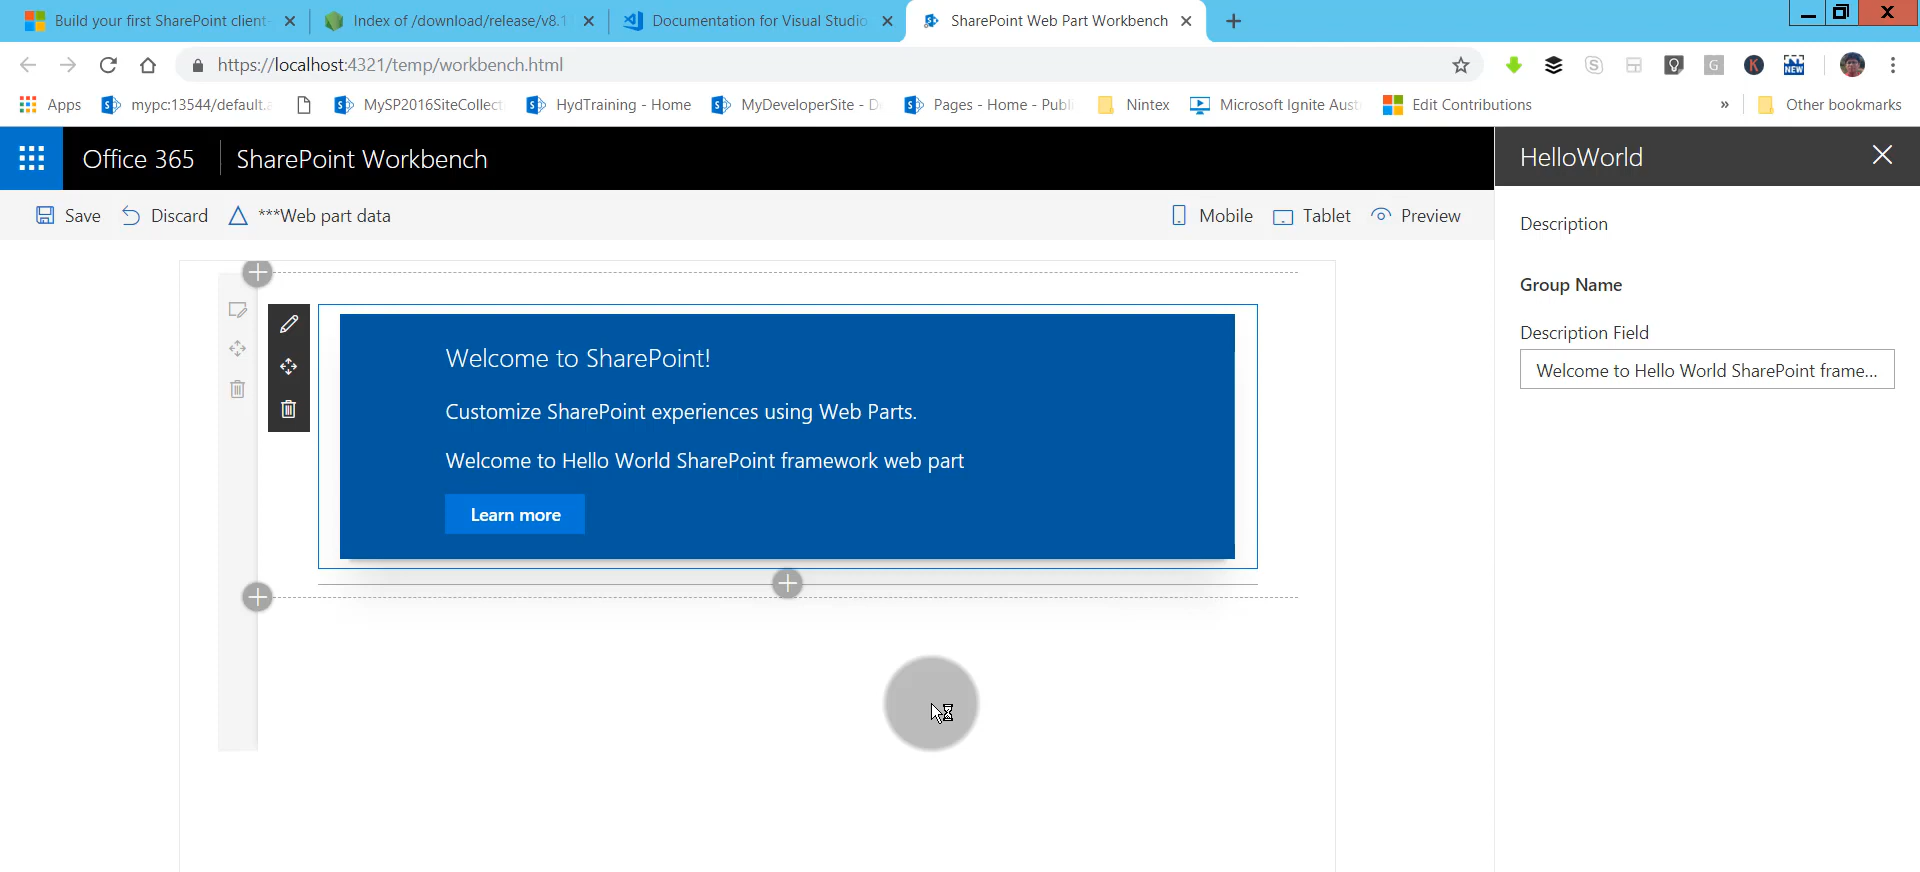 Build your first SharePoint client-
Index of /download/release/v8.1
Documentation for Visual Studio
SharePoint Web Part Workbench
https://localhost:4321/temp/workbench.html
Apps
mypc:13544/default.a
MySP2016SiteCollect
HydTraining - Home
MyDeveloperSite - De
Pages - Home - Publi
Nintex
Microsoft Ignite Aust
Edit Contributions
»
Other bookmarks
Office 365
SharePoint Workbench
HelloWorld
Save
Discard
***Web part data
Mobile
Tablet
Preview
Description
Group Name
Description Field
Welcome to Hello World SharePoint frame...
Welcome to SharePoint!
Customize SharePoint experiences using Web Parts.
Welcome to Hello World SharePoint framework web part
Learn more